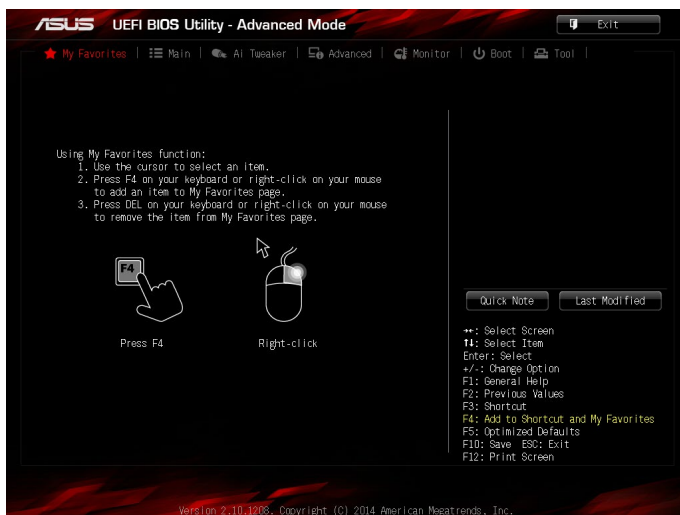 ASUS UEFI BIOS Utility - Advanced Mode
Exit
My Favorites | Main | Ai Tweaker | Advanced | Monitor | Boot | Tool |
Using My Favorites function:
1. Use the cursor to select an item.
2. Press F4 on your keyboard or right-click on your mouse
to add an item to My Favorites page.
3. Press DEL on your keyboard or right-click on your mouse
to remove the item from My Favorites page.
F4
Press F4
Right-click
Quick Note
Last Modified
→←: Select Screen
↑↓: Select Item
Enter: Select
+/-: Change Option
F1: General Help
F2: Previous Values
F3: Shortcut
F4: Add to Shortcut and My Favorites
F5: Optimized Defaults
F10: Save ESC: Exit
F12: Print Screen
Version 2.10.1208. Copyright (C) 2014 American Megatrends, Inc.